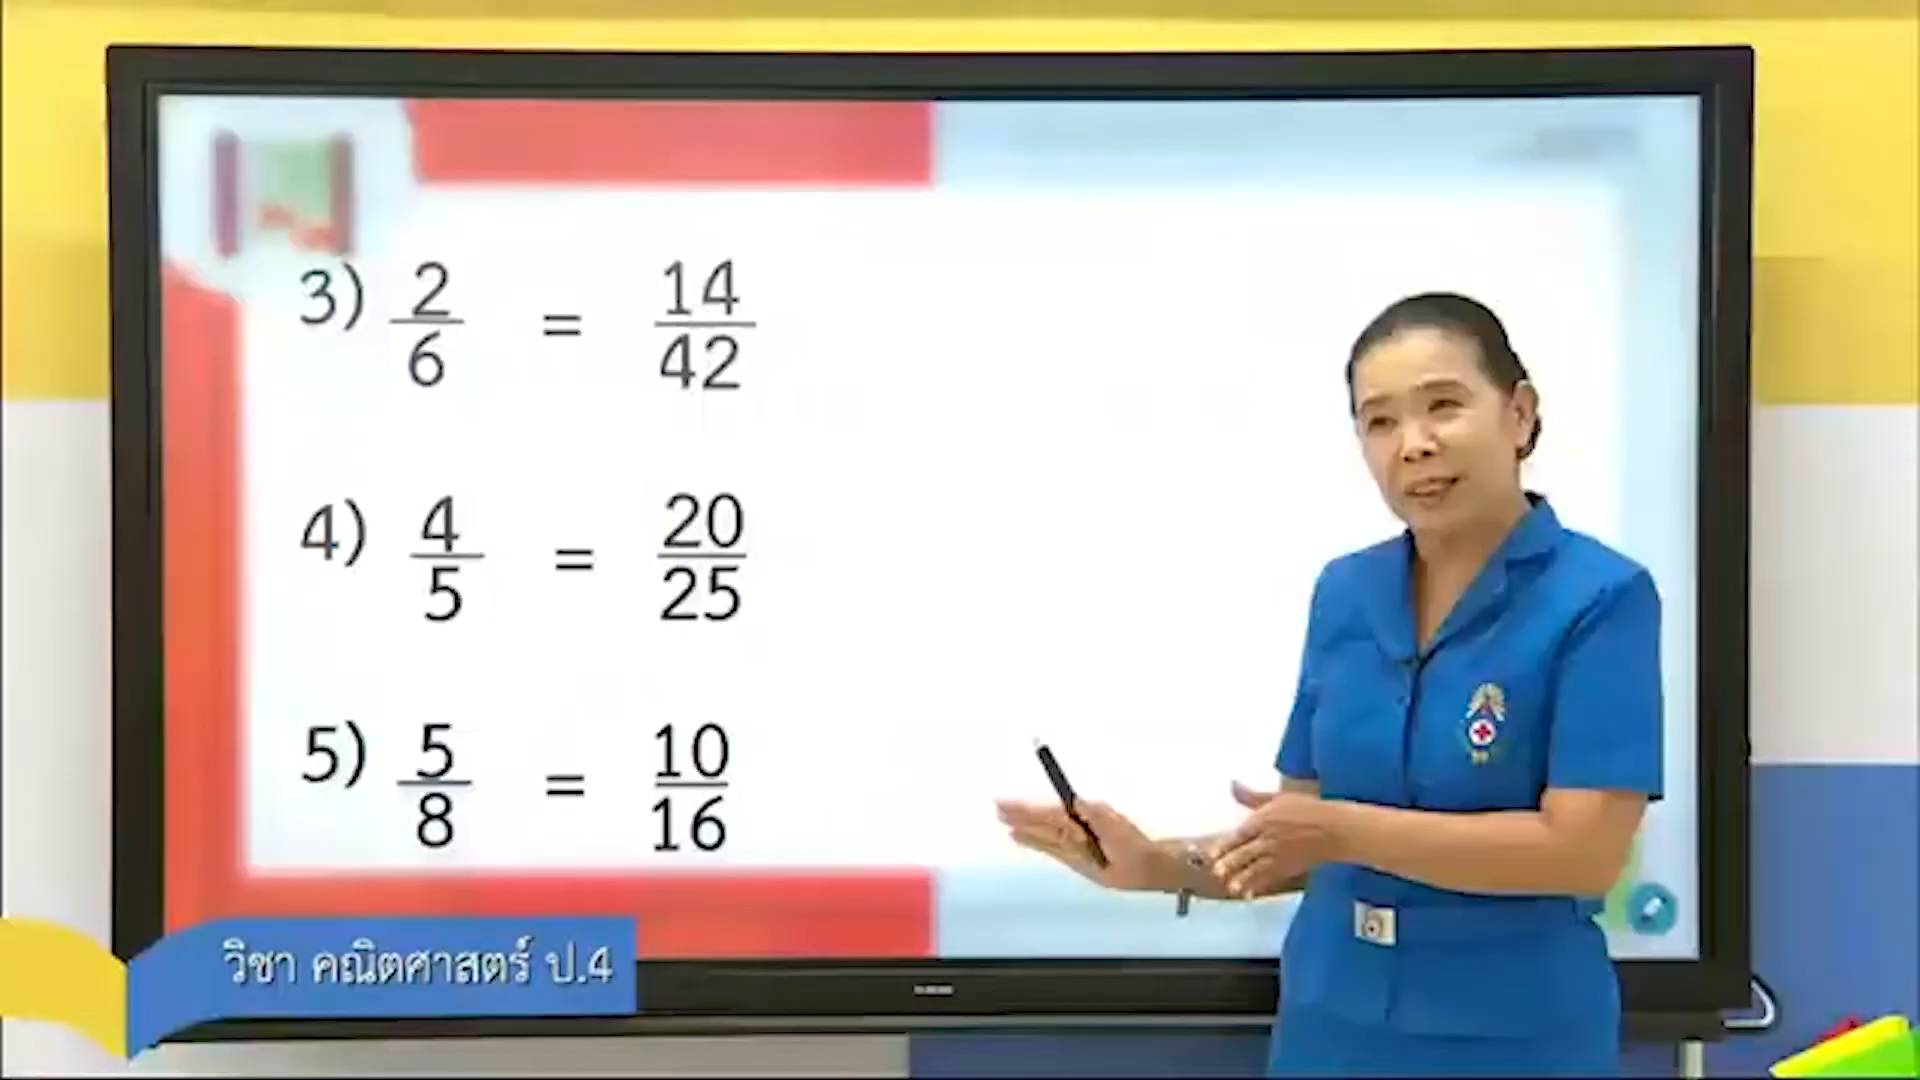 3) 2/6 = 14/42
4) 4/5 = 20/25
5) 5/8 = 10/16
วิชา คณิตศาสตร์ ป.4